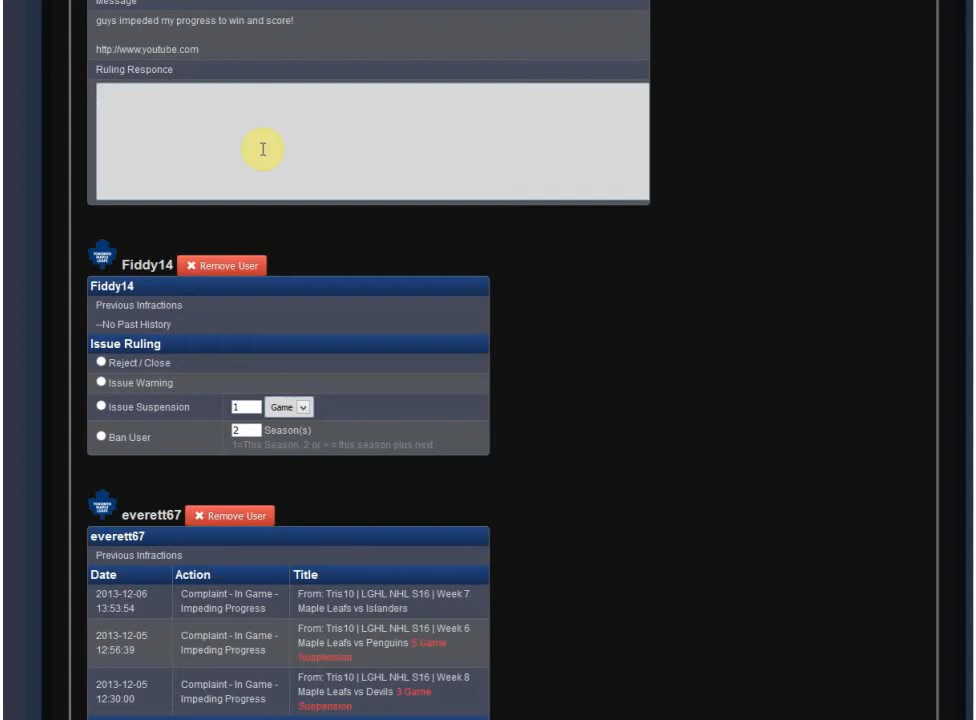 Message
guys impeded my progress to win and score!
http://www.youtube.com
Ruling Responce
Fiddy14
✖ Remove User
Fiddy14
Previous Infractions
--No Past History
Issue Ruling
Reject / Close
Issue Warning
Issue Suspension 1 Game
Ban User 2 Season(s)
1=This Season, 2 or > = this season plus next
everett67
✖ Remove User
everett67
Previous Infractions
Date Action Title
2013-12-06 13:53:54
Complaint - In Game - Impeding Progress
From: Tris10 | LGHL NHL S16 | Week 7
Maple Leafs vs Islanders
2013-12-05 12:56:39
Complaint - In Game - Impeding Progress
From: Tris10 | LGHL NHL S16 | Week 6
Maple Leafs vs Penguins 5 Game
Suspension
2013-12-05 12:30:00
Complaint - In Game - Impeding Progress
From: Tris10 | LGHL NHL S16 | Week 8
Maple Leafs vs Devils 3 Game
Suspension